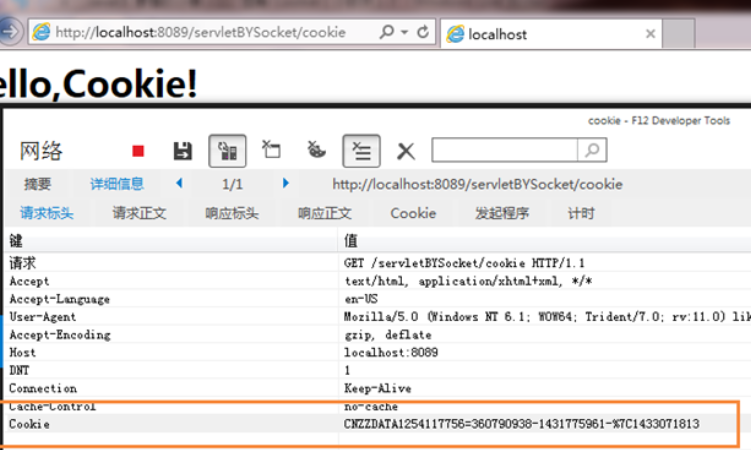 http://localhost:8089/servletBYSocket/cookie localhost
ello,Cookie!
cookie - F12 Developer Tools
网络
摘要 详细信息 1/1 http://localhost:8089/servletBYSocket/cookie
请求标头 请求正文 响应标头 响应正文 Cookie 发起程序 计时
键 值
请求 GET /servletBYSocket/cookie HTTP/1.1
Accept text/html, application/xhtml+xml, */*
Accept-Language en-US
User-Agent Mozilla/5.0 (Windows NT 6.1; WOW64; Trident/7.0; rv:11.0) lik
Accept-Encoding gzip, deflate
Host localhost:8089
DNT 1
Connection Keep-Alive
Cache-Control no-cache
Cookie CNZZDATA1254117756=360790938-1431775961-%7C1433071813